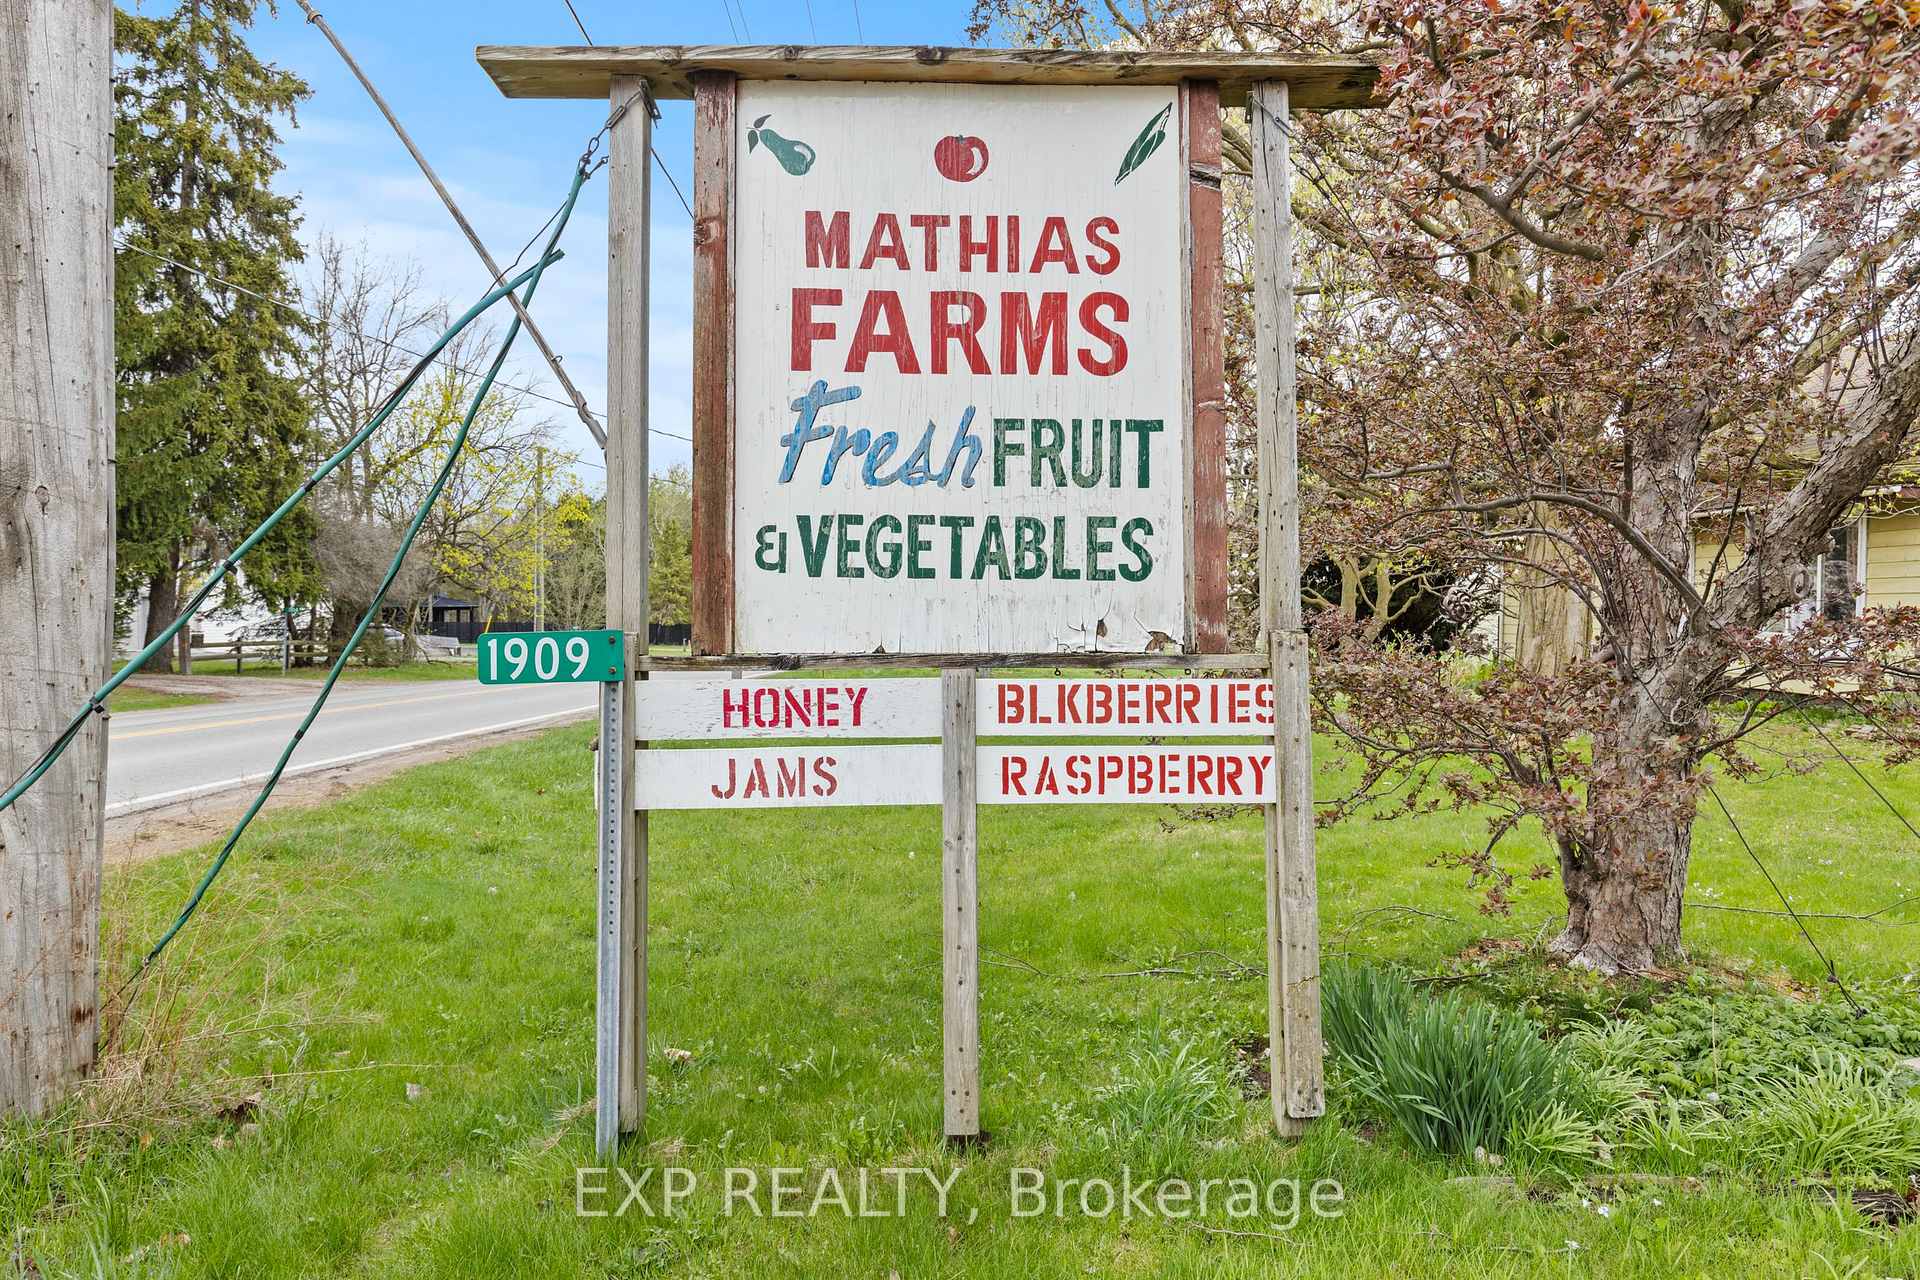 MATHIAS
FARMS
Fresh FRUIT
& VEGETABLES
1909
HONEY
BLKBERRIES
JAMS
RASPBERRY
EXP REALTY, Brokerage